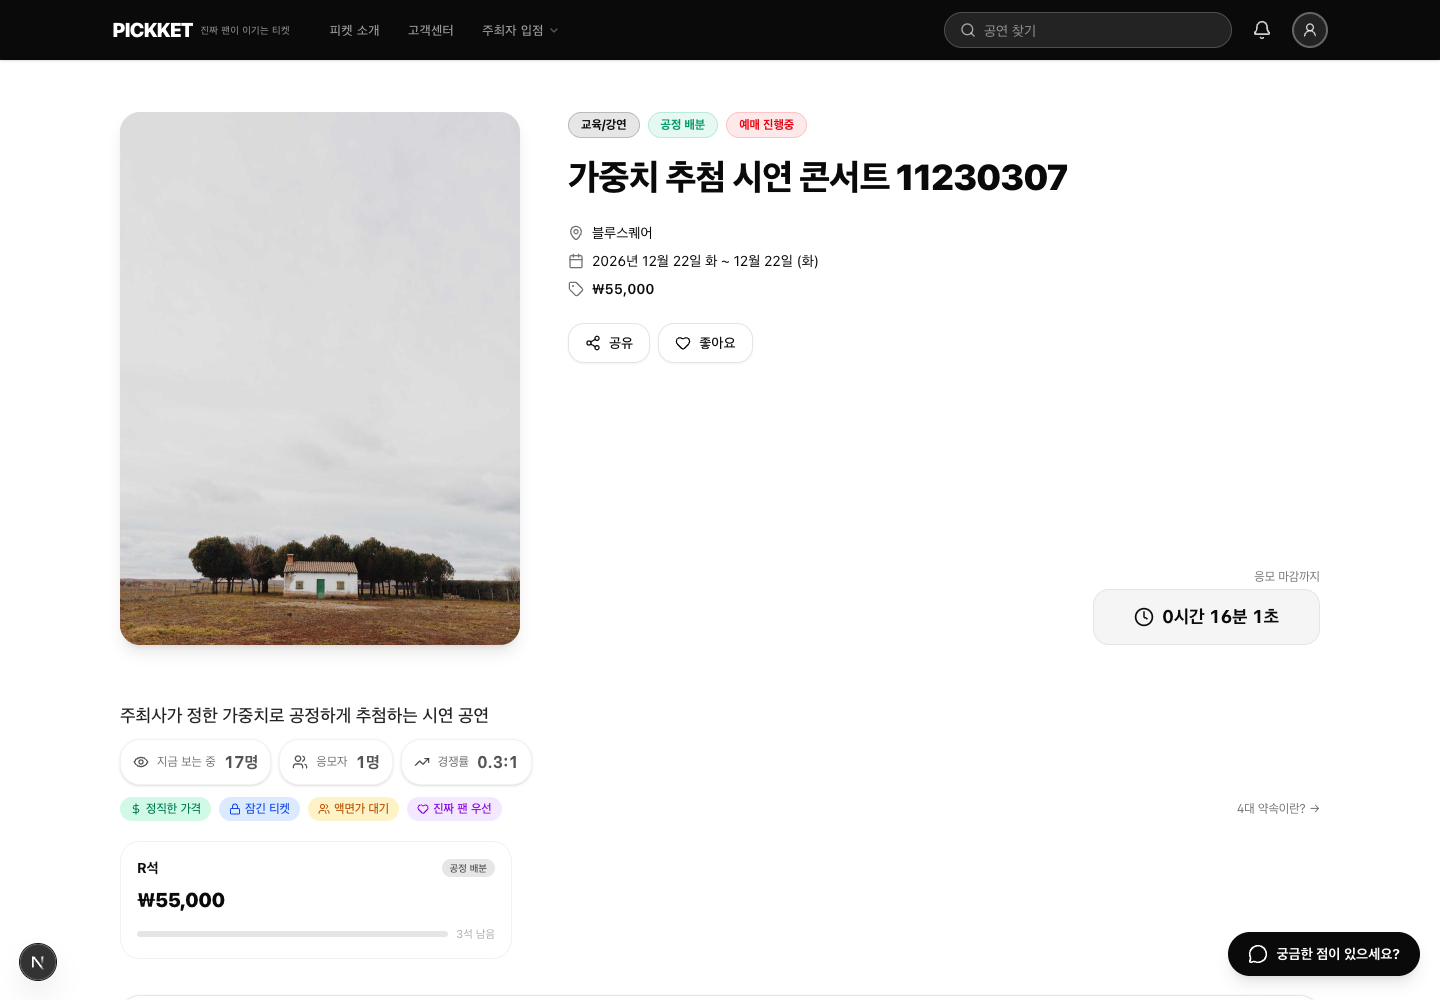 PICKKET 진짜 팬이 이기는 티켓 피켓 소개 고객센터 주최자 입점 공연 찾기
교육/강연 공정 배분 예매 진행중
가중치 추첨 시연 콘서트 11230307
블루스퀘어
2026년 12월 22일 화 ~ 12월 22일 (화)
₩55,000
공유 좋아요
응모 마감까지
0시간 16분 1초
주최사가 정한 가중치로 공정하게 추첨하는 시연 공연
지금 보는 중 17명 응모자 1명 경쟁률 0.3:1
정직한 가격 잠긴 티켓 액면가 대기 진짜 팬 우선 4대 약속이란? →
R석 공정 배분
₩55,000
3석 남음
N 궁금한 점이 있으세요?